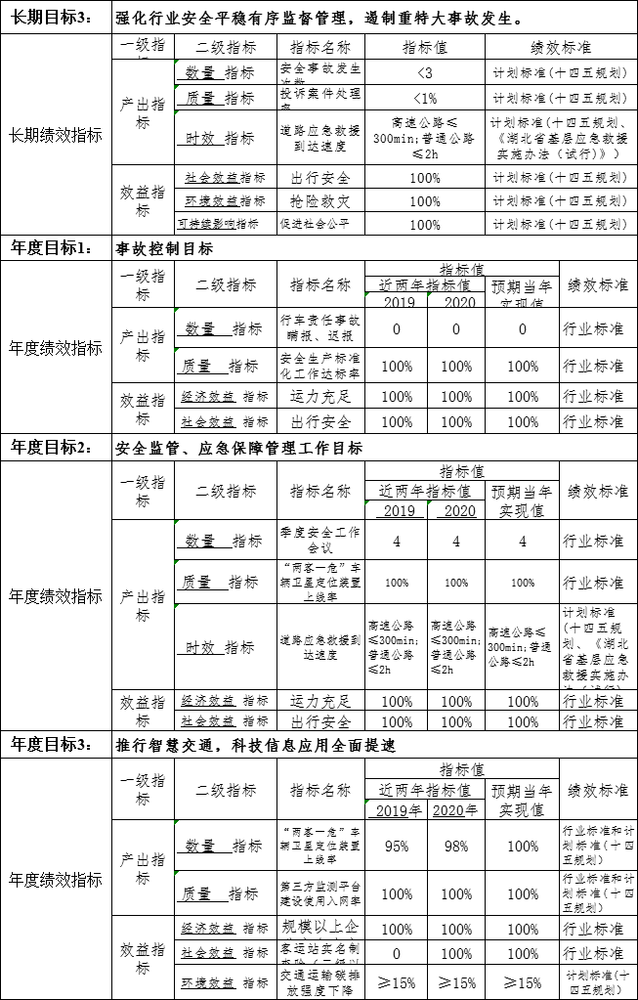 长期目标3： 强化行业安全平稳有序监督管理，遏制重特大事故发生。
长期绩效指标
一级指标 二级指标 指标名称 指标值 绩效标准
产出指标
数量 指标 安全事故发生次数 <3 计划标准(十四五规划)
质量 指标 投诉案件处理率 <1% 计划标准(十四五规划)
时效 指标 道路应急救援到达速度 高速公路≤300min;普通公路≤2h 计划标准(十四五规划、《湖北省基层应急救援实施办法（试行)》)
效益指标
社会效益指标 出行安全 100% 计划标准(十四五规划)
环境效益指标 抢险救灾 100% 计划标准(十四五规划)
可持续影响指标 促进社会公平 100% 计划标准(十四五规划)
年度目标1： 事故控制目标
年度绩效指标
一级指标 二级指标 指标名称 指标值 绩效标准
近两年指标值 预期当年实现值
2019 2020
产出指标
数量 指标 行车责任事故瞒报、迟报 0 0 0 行业标准
质量 指标 安全生产标准化工作达标率 100% 100% 100% 行业标准
效益指标
经济效益 指标 运力充足 100% 100% 100% 行业标准
社会效益 指标 出行安全 100% 100% 100% 行业标准
年度目标2： 安全监管、应急保障管理工作目标
年度绩效指标
一级指标 二级指标 指标名称 指标值 绩效标准
近两年指标值 预期当年实现值
2019 2020
产出指标
数量 指标 季度安全工作会议 4 4 4 行业标准
质量 指标 “两客一危”车辆卫星定位装置上线率 100% 100% 100% 行业标准
时效 指标 道路应急救援到达速度 高速公路≤300min;普通公路≤2h 高速公路≤300min;普通公路≤2h 高速公路≤300min;普通公路≤2h 计划标准(十四五规划、《湖北省基层应急救援实施办
效益指标
经济效益 指标 运力充足 100% 100% 100% 行业标准
社会效益 指标 出行安全 100% 100% 100% 行业标准
年度目标3： 推行智慧交通，科技信息应用全面提速
年度绩效指标
一级指标 二级指标 指标名称 指标值 绩效标准
近两年指标值 预期当年实现值
2019年 2020年
产出指标
数量 指标 “两客一危”车辆卫星定位装置上线率 95% 98% 100% 行业标准和计划标准(十四五规划)
质量 指标 第三方监测平台建设使用入网率 100% 100% 100% 行业标准和计划标准(十四五规划)
效益指标
经济效益 指标 规模以上企 100% 100% 100% 行业标准
社会效益 指标 客运站实名制 0 100% 100% 行业标准
环境效益 指标 交通运输碳排放强度下降 ≥15% ≥15% ≥15% 计划标准(十四五规划)